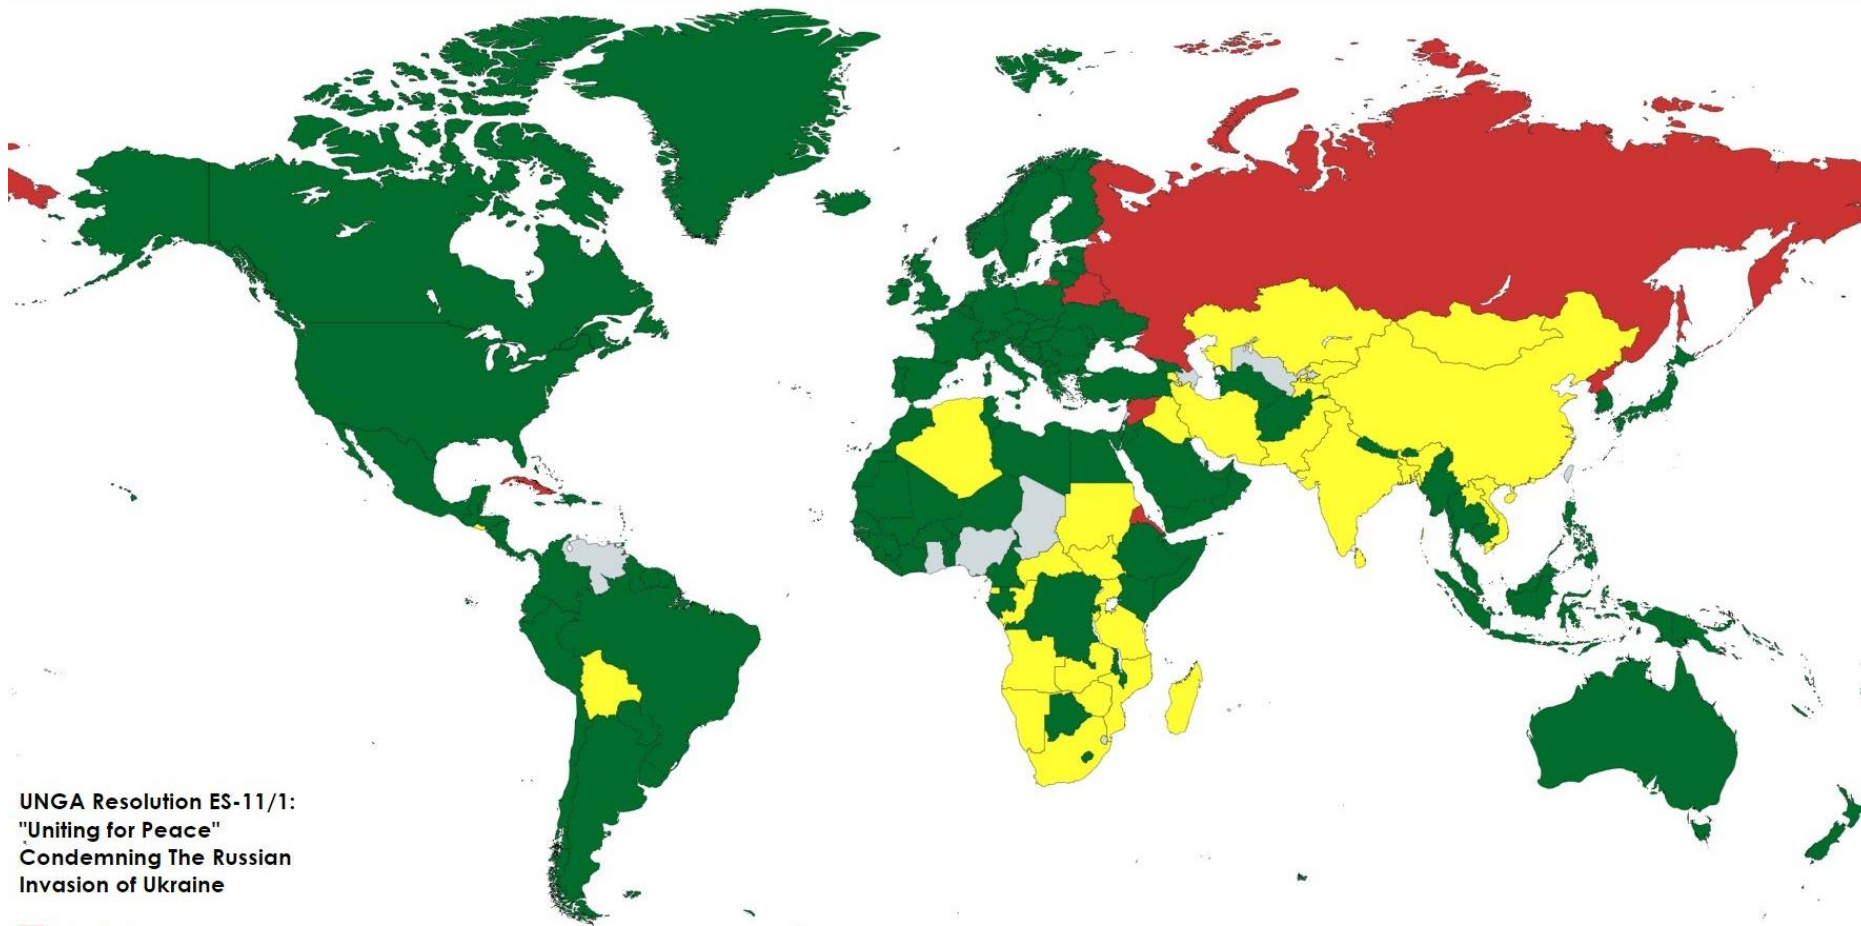 UNGA Resolution ES-11/1:
"Uniting for Peace"
Condemning The Russian
Invasion of Ukraine